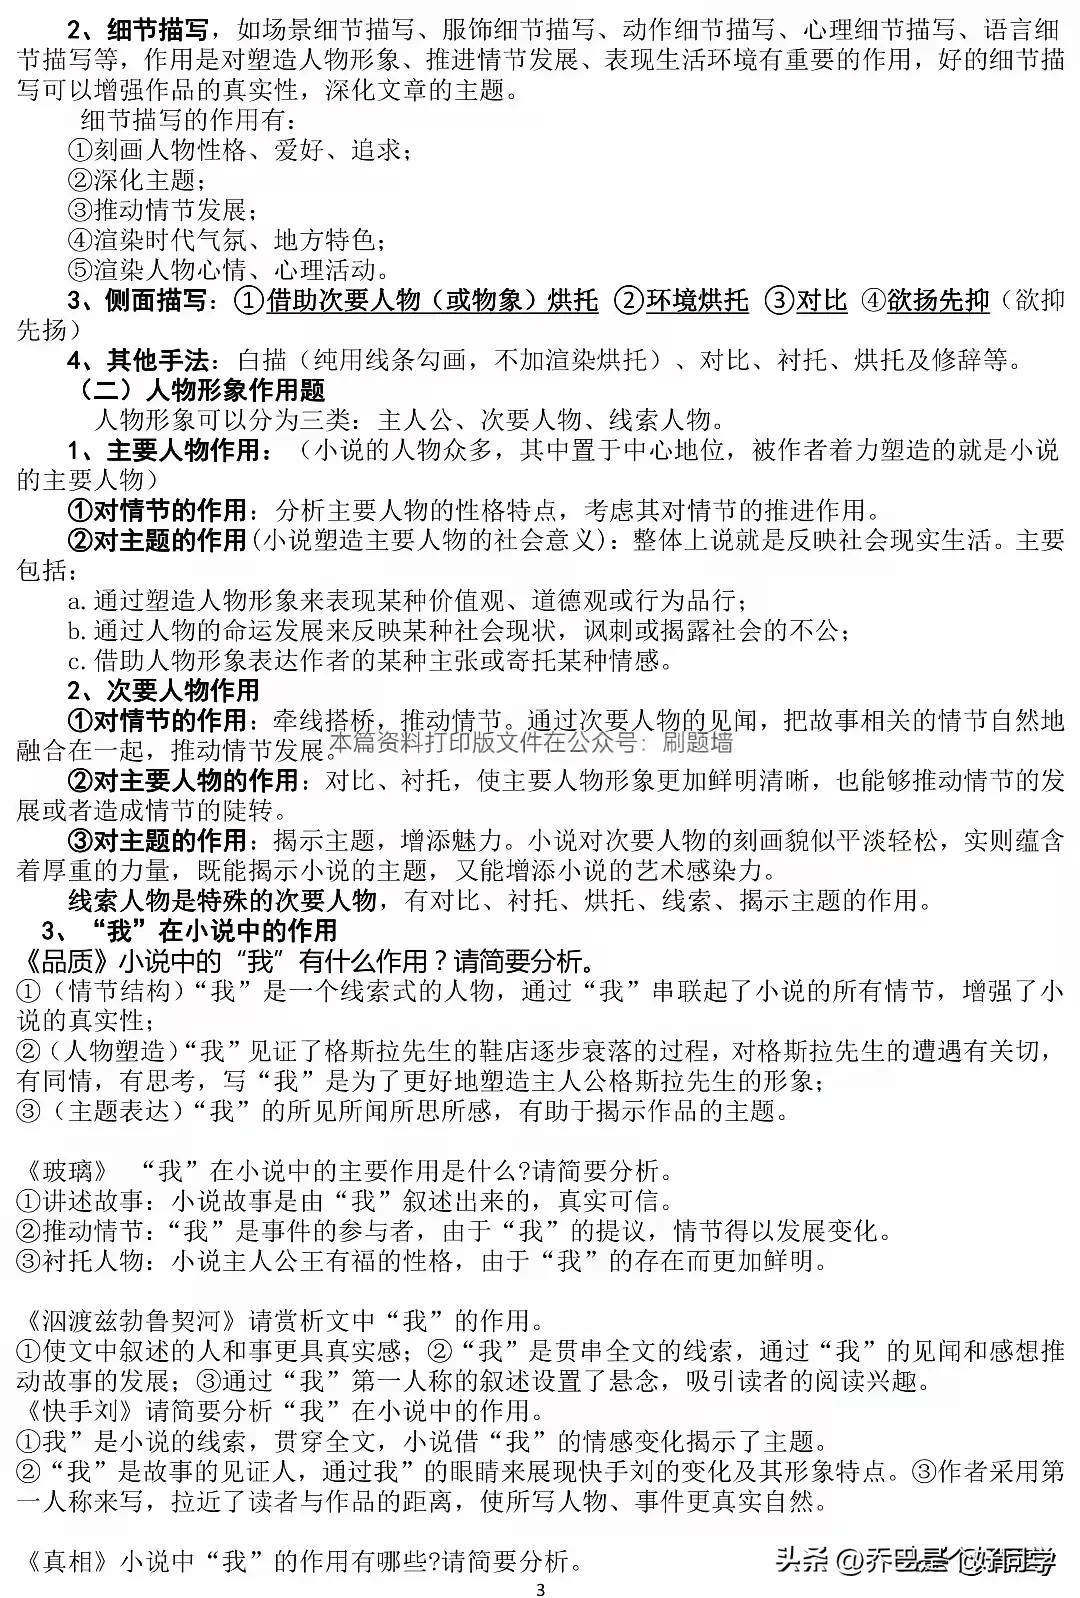 2、细节描写，如场景细节描写、服饰细节描写、动作细节描写、心理细节描写、语言细
节描写等，作用是对塑造人物形象、推进情节发展、表现生活环境有重要的作用，好的细节描
写可以增强作品的真实性，深化文章的主题。
细节描写的作用有：
①刻画人物性格、爱好、追求；
②深化主题；
③推动情节发展；
④渲染时代气氛、地方特色；
⑤渲染人物心情、心理活动。
3、侧面描写：①借助次要人物（或物象）烘托 ②环境烘托 ③对比 ④欲扬先抑（欲抑
先扬）
4、其他手法：白描（纯用线条勾画，不加渲染烘托）、对比、衬托、烘托及修辞等。
（二）人物形象作用题
人物形象可以分为三类：主人公、次要人物、线索人物。
1、主要人物作用：（小说的人物众多，其中置于中心地位，被作者着力塑造的就是小说
的主要人物）
①对情节的作用：分析主要人物的性格特点，考虑其对情节的推进作用。
②对主题的作用(小说塑造主要人物的社会意义)：整体上说就是反映社会现实生活。主要
包括：
a.通过塑造人物形象来表现某种价值观、道德观或行为品行；
b.通过人物的命运发展来反映某种社会现状，讽刺或揭露社会的不公；
c.借助人物形象表达作者的某种主张或寄托某种情感。
2、次要人物作用
①对情节的作用：牵线搭桥，推动情节。通过次要人物的见闻，把故事相关的情节自然地
融合在一起，推动情节发展。
本篇资料打印版文件在公众号：刷题墙
②对主要人物的作用：对比、衬托，使主要人物形象更加鲜明清晰，也能够推动情节的发
展或者造成情节的陡转。
③对主题的作用：揭示主题，增添魅力。小说对次要人物的刻画貌似平淡轻松，实则蕴含
着厚重的力量，既能揭示小说的主题，又能增添小说的艺术感染力。
线索人物是特殊的次要人物，有对比、衬托、烘托、线索、揭示主题的作用。
3、“我”在小说中的作用
《品质》小说中的“我”有什么作用？请简要分析。
①（情节结构）“我”是一个线索式的人物，通过“我”串联起了小说的所有情节，增强了小
说的真实性；
②（人物塑造）“我”见证了格斯拉先生的鞋店逐步衰落的过程，对格斯拉先生的遭遇有关切，
有同情，有思考，写“我”是为了更好地塑造主人公格斯拉先生的形象；
③（主题表达）“我”的所见所闻所思所感，有助于揭示作品的主题。
《玻璃》 “我”在小说中的主要作用是什么?请简要分析。
①讲述故事：小说故事是由“我”叙述出来的，真实可信。
②推动情节：“我”是事件的参与者，由于“我”的提议，情节得以发展变化。
③衬托人物：小说主人公王有福的性格，由于“我”的存在而更加鲜明。
《泅渡兹勃鲁契河》请赏析文中“我”的作用。
①使文中叙述的人和事更具真实感；②“我”是贯串全文的线索，通过“我”的见闻和感想推
动故事的发展；③通过“我”第一人称的叙述设置了悬念，吸引读者的阅读兴趣。
《快手刘》请简要分析“我”在小说中的作用。
①我”是小说的线索，贯穿全文，小说借“我”的情感变化揭示了主题。
②“我”是故事的见证人，通过我”的眼睛来展现快手刘的变化及其形象特点。③作者采用第
一人称来写，拉近了读者与作品的距离，使所写人物、事件更真实自然。
《真相》小说中“我”的作用有哪些?请简要分析。
头条 @乔巴是个好同学
3